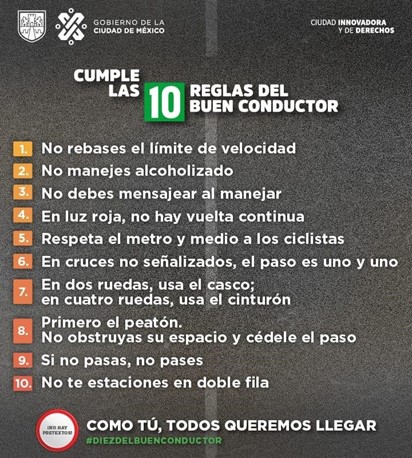 GOBIERNO DE LA
CIUDAD DE MÉXICO
CIUDAD INNOVADORA
Y DE DERECHOS
CUMPLE
LAS 10 REGLAS DEL
BUEN CONDUCTOR
1. No rebases el límite de velocidad
2. No manejes alcoholizado
3. No debes mensajear al manejar
4. En luz roja, no hay vuelta continua
5. Respeta el metro y medio a los ciclistas
6. En cruces no señalizados, el paso es uno y uno
7. En dos ruedas, usa el casco;
en cuatro ruedas, usa el cinturón
8. Primero el peatón.
No obstruyas su espacio y cédele el paso
9. Si no pasas, no pases
10. No te estaciones en doble fila
¡NO HAY
PRETEXTOS!
COMO TÚ, TODOS QUEREMOS LLEGAR
#DIEZDELBUENCONDUCTOR